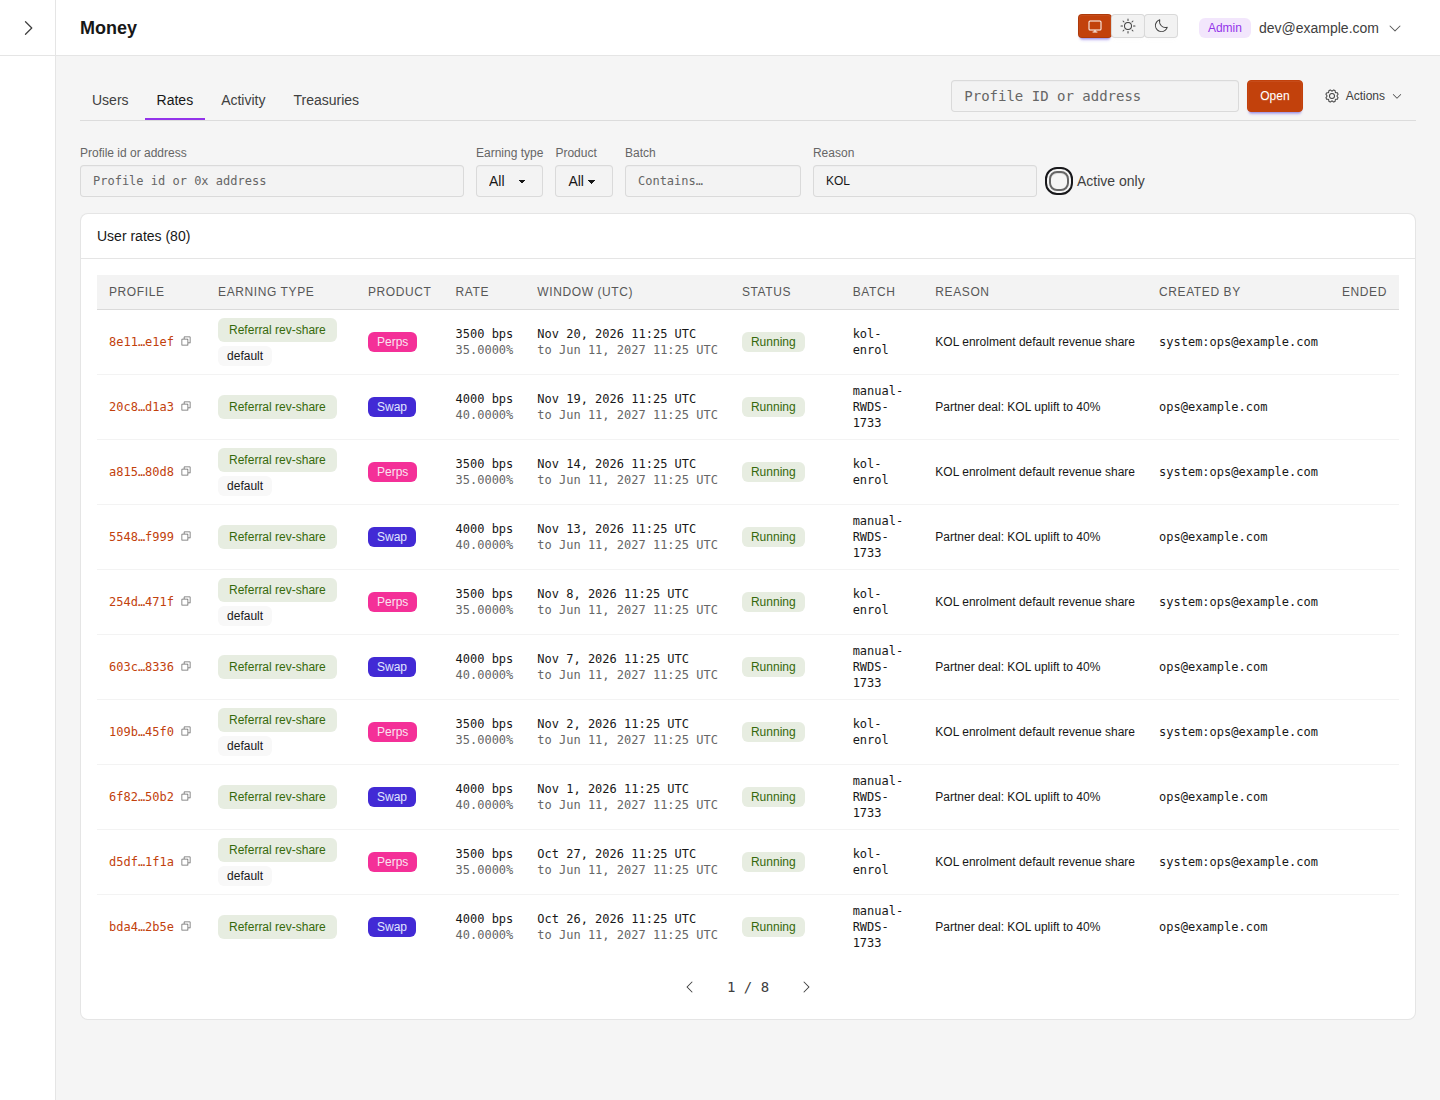 Money
Admin dev@example.com
Users Rates Activity Treasuries
Profile ID or address Open Actions
Profile id or address Earning type Product Batch Reason
Profile id or 0x address All All Contains… KOL Active only
User rates (80)
PROFILE EARNING TYPE PRODUCT RATE WINDOW (UTC) STATUS BATCH REASON CREATED BY ENDED
8e11…e1ef Referral rev-share default Perps 3500 bps 35.0000% Nov 20, 2026 11:25 UTC to Jun 11, 2027 11:25 UTC Running kol-enrol KOL enrolment default revenue share system:ops@example.com
20c8…d1a3 Referral rev-share Swap 4000 bps 40.0000% Nov 19, 2026 11:25 UTC to Jun 11, 2027 11:25 UTC Running manual-RWDS-1733 Partner deal: KOL uplift to 40% ops@example.com
a815…80d8 Referral rev-share default Perps 3500 bps 35.0000% Nov 14, 2026 11:25 UTC to Jun 11, 2027 11:25 UTC Running kol-enrol KOL enrolment default revenue share system:ops@example.com
5548…f999 Referral rev-share Swap 4000 bps 40.0000% Nov 13, 2026 11:25 UTC to Jun 11, 2027 11:25 UTC Running manual-RWDS-1733 Partner deal: KOL uplift to 40% ops@example.com
254d…471f Referral rev-share default Perps 3500 bps 35.0000% Nov 8, 2026 11:25 UTC to Jun 11, 2027 11:25 UTC Running kol-enrol KOL enrolment default revenue share system:ops@example.com
603c…8336 Referral rev-share Swap 4000 bps 40.0000% Nov 7, 2026 11:25 UTC to Jun 11, 2027 11:25 UTC Running manual-RWDS-1733 Partner deal: KOL uplift to 40% ops@example.com
109b…45f0 Referral rev-share default Perps 3500 bps 35.0000% Nov 2, 2026 11:25 UTC to Jun 11, 2027 11:25 UTC Running kol-enrol KOL enrolment default revenue share system:ops@example.com
6f82…50b2 Referral rev-share Swap 4000 bps 40.0000% Nov 1, 2026 11:25 UTC to Jun 11, 2027 11:25 UTC Running manual-RWDS-1733 Partner deal: KOL uplift to 40% ops@example.com
d5df…1f1a Referral rev-share default Perps 3500 bps 35.0000% Oct 27, 2026 11:25 UTC to Jun 11, 2027 11:25 UTC Running kol-enrol KOL enrolment default revenue share system:ops@example.com
bda4…2b5e Referral rev-share Swap 4000 bps 40.0000% Oct 26, 2026 11:25 UTC to Jun 11, 2027 11:25 UTC Running manual-RWDS-1733 Partner deal: KOL uplift to 40% ops@example.com
1 / 8